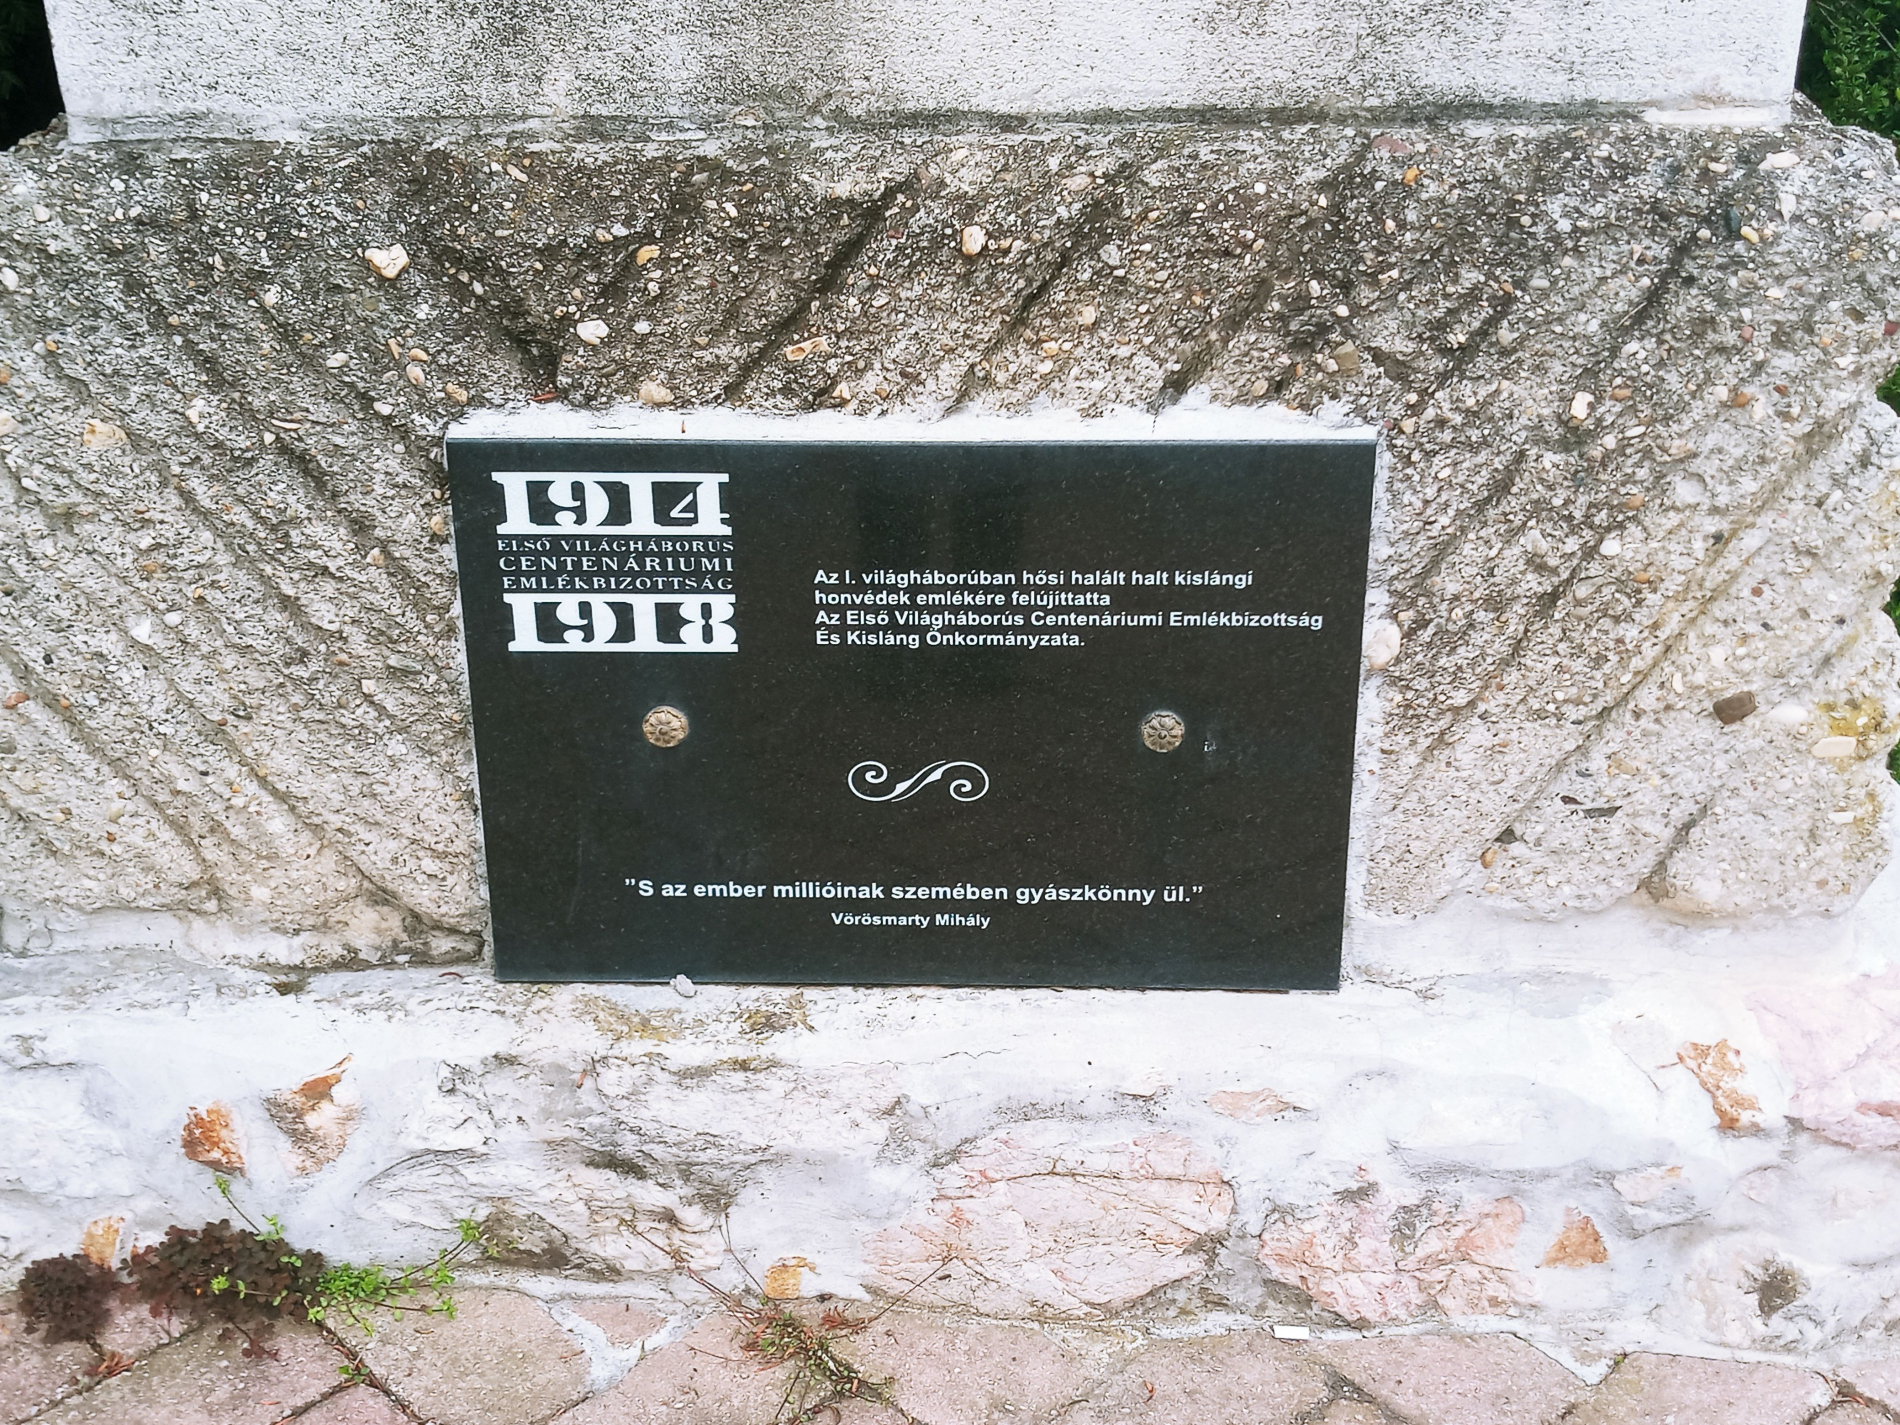 1914
ELSŐ VILÁGHÁBORÚS
CENTENÁRIUMI
EMLÉKBIZOTTSÁG
1918
Az I. világháborúban hősi halált halt kislángi
honvédek emlékére felújíttatta
Az Első Világháborús Centenáriumi Emlékbizottság
És Kisláng Önkormányzata.
”S az ember millióinak szemében gyászkönny ül.”
Vörösmarty Mihály